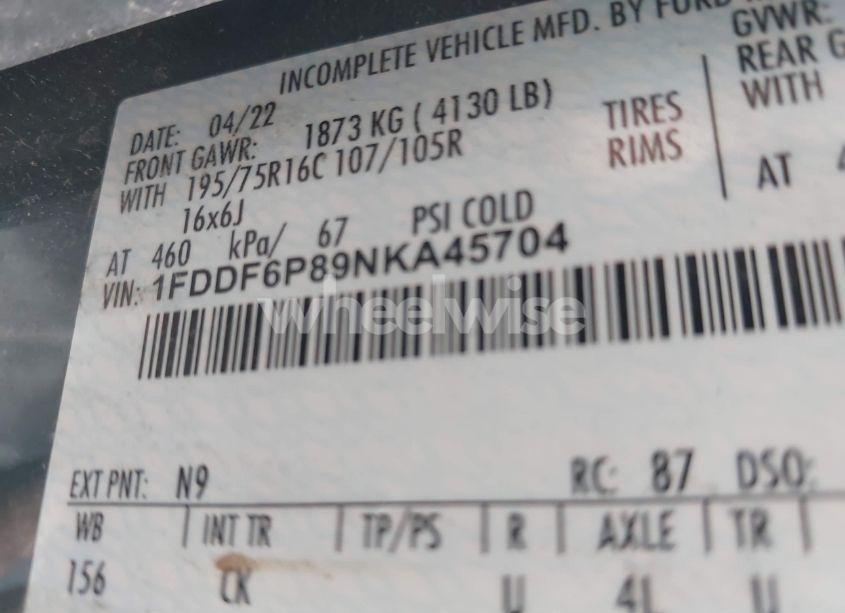 INCOMPLETE VEHICLE MFD. BY FORD
GVWR:
DATE: 04/22
REAR G
FRONT GAWR: 1873 KG ( 4130 LB)
TIRES
WITH
WITH 195/75R16C 107/105R
RIMS
16x6J
AT
AT 460 kPa/ 67 PSI COLD
VIN: 1FDDF6P89NKA45704
wheelwise
EXT PNT: N9 RC: 87 DSO:
WB INT TR TP/PS R AXLE TR
156 CK U 4L U